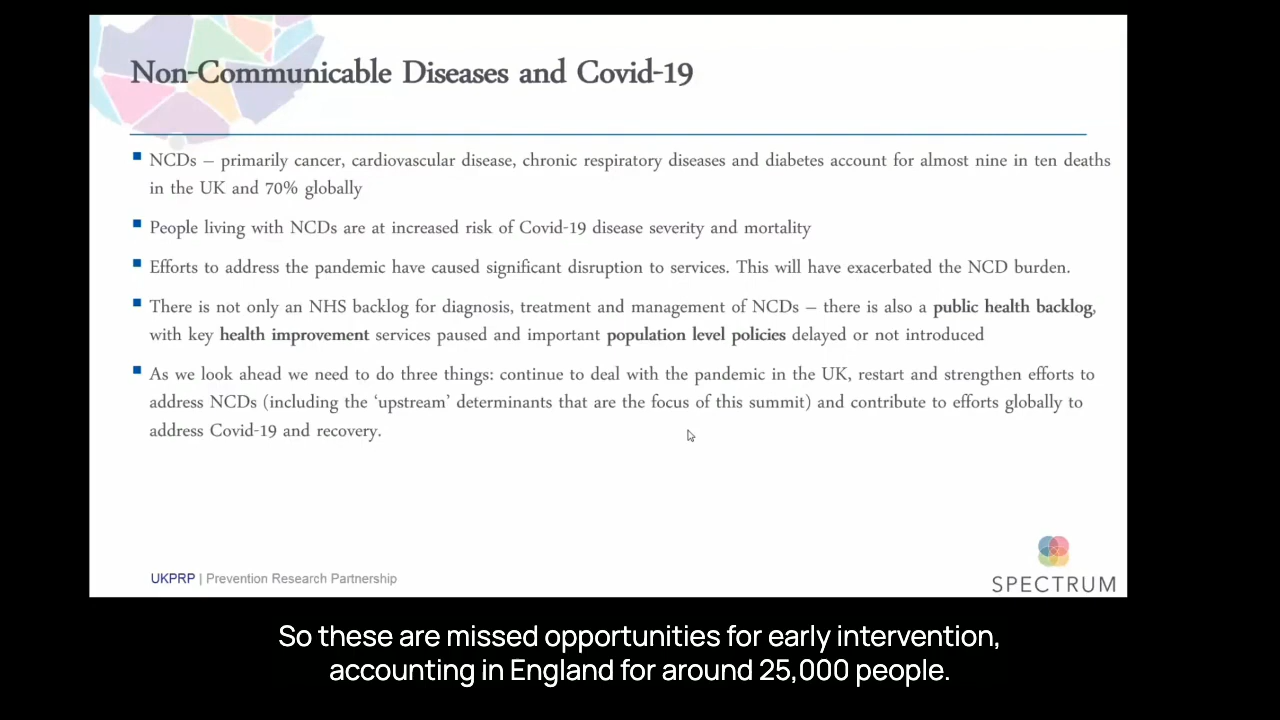 Non-Communicable Diseases and Covid-19
NCDs – primarily cancer, cardiovascular disease, chronic respiratory diseases and diabetes account for almost nine in ten deaths
in the UK and 70% globally
People living with NCDs are at increased risk of Covid-19 disease severity and mortality
Efforts to address the pandemic have caused significant disruption to services. This will have exacerbated the NCD burden.
There is not only an NHS backlog for diagnosis, treatment and management of NCDs – there is also a public health backlog,
with key health improvement services paused and important population level policies delayed or not introduced
As we look ahead we need to do three things: continue to deal with the pandemic in the UK, restart and strengthen efforts to
address NCDs (including the ‘upstream’ determinants that are the focus of this summit) and contribute to efforts globally to
address Covid-19 and recovery.
UKPRP | Prevention Research Partnership
SPECTRUM
So these are missed opportunities for early intervention,
accounting in England for around 25,000 people.